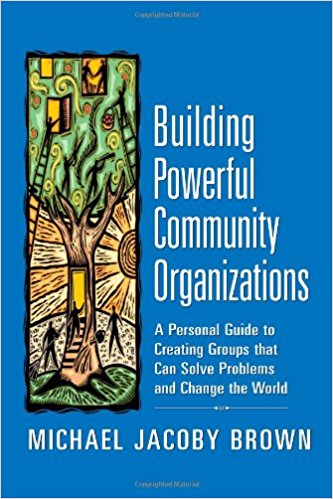 Building
Powerful
Community
Organizations
A Personal Guide to
Creating Groups that
Can Solve Problems
and Change the World
MICHAEL JACOBY BROWN